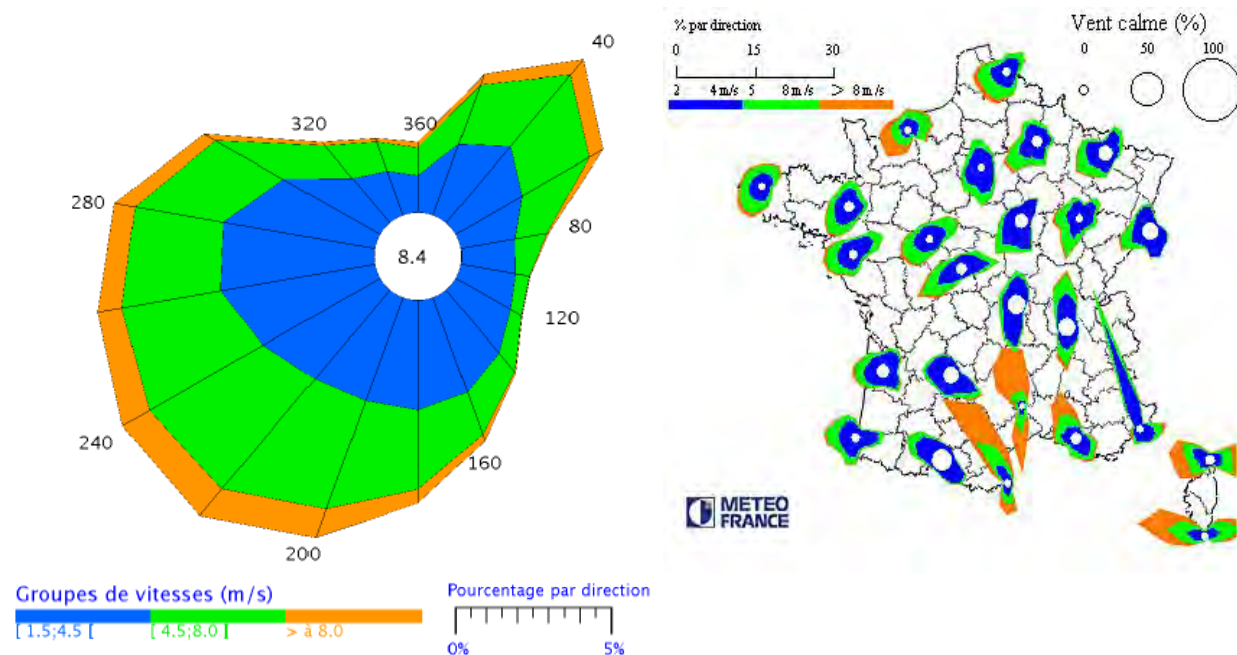 40
320
360
280
8.4
80
120
240
160
200
Groupes de vitesses (m/s)
[ 1.5;4.5 [
[ 4.5;8.0 ]
> à 8.0
Pourcentage par direction
0%
5%
% par direction
0 15 30
2 4 m/s 5 8 m/s > 8 m/s
Vent calme (%)
0 50 100
METEO
FRANCE